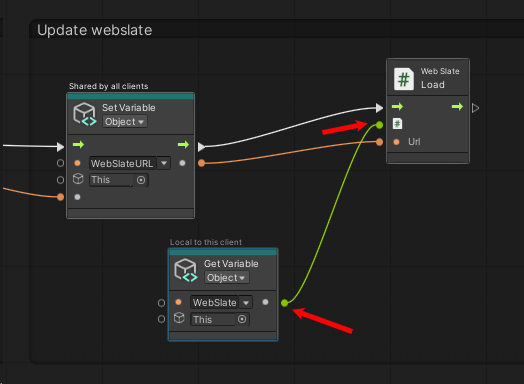 Update webslate
Shared by all clients
Set Variable
Object
WebSlateURL
This
Web Slate
Load
#
#
Url
Local to this client
Get Variable
Object
WebSlate
This